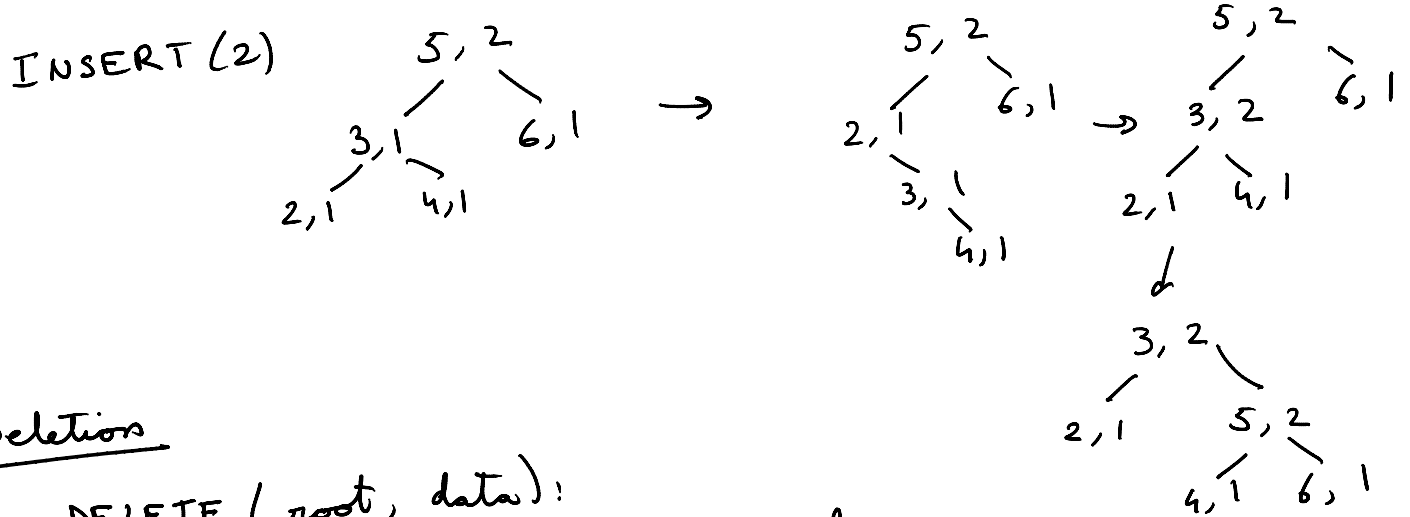 INSERT (2)
5, 2
3, 1 6, 1
2, 1 4, 1
→
5, 2
2, 1 6, 1
3, 1
4, 1
→
5, 2
3, 2 6, 1
2, 1 4, 1
3, 2
2, 1 5, 2
4, 1 6, 1
eletion
DELETE ( root, data):